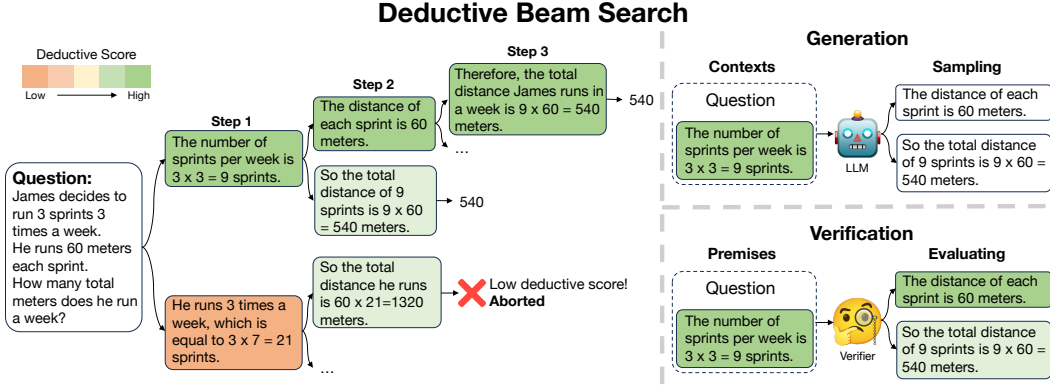 Deductive Beam Search
Deductive Score
Low
High
Question:
James decides to
run 3 sprints 3
times a week.
He runs 60 meters
each sprint.
How many total
meters does he run
a week?
Step 1
The number of
sprints per week is
3 x 3 = 9 sprints.
He runs 3 times a
week, which is
equal to 3 x 7 = 21
sprints.
Step 2
The distance of
each sprint is 60
meters.
So the total
distance of 9
sprints is 9 x 60
= 540 meters.
540
So the total
distance he runs
is 60 x 21=1320
meters.
...
Low deductive score!
Aborted
Step 3
Therefore, the total
distance James runs in
a week is 9 x 60 = 540
meters.
540
...
Generation
Contexts
Question
The number of
sprints per week is
3 x 3 = 9 sprints.
LLM
Sampling
The distance of each
sprint is 60 meters.
So the total distance
of 9 sprints is 9 x 60 =
540 meters.
Verification
Premises
Question
The number of
sprints per week is
3 x 3 = 9 sprints.
Verifier
Evaluating
The distance of each
sprint is 60 meters.
So the total distance
of 9 sprints is 9 x 60 =
540 meters.